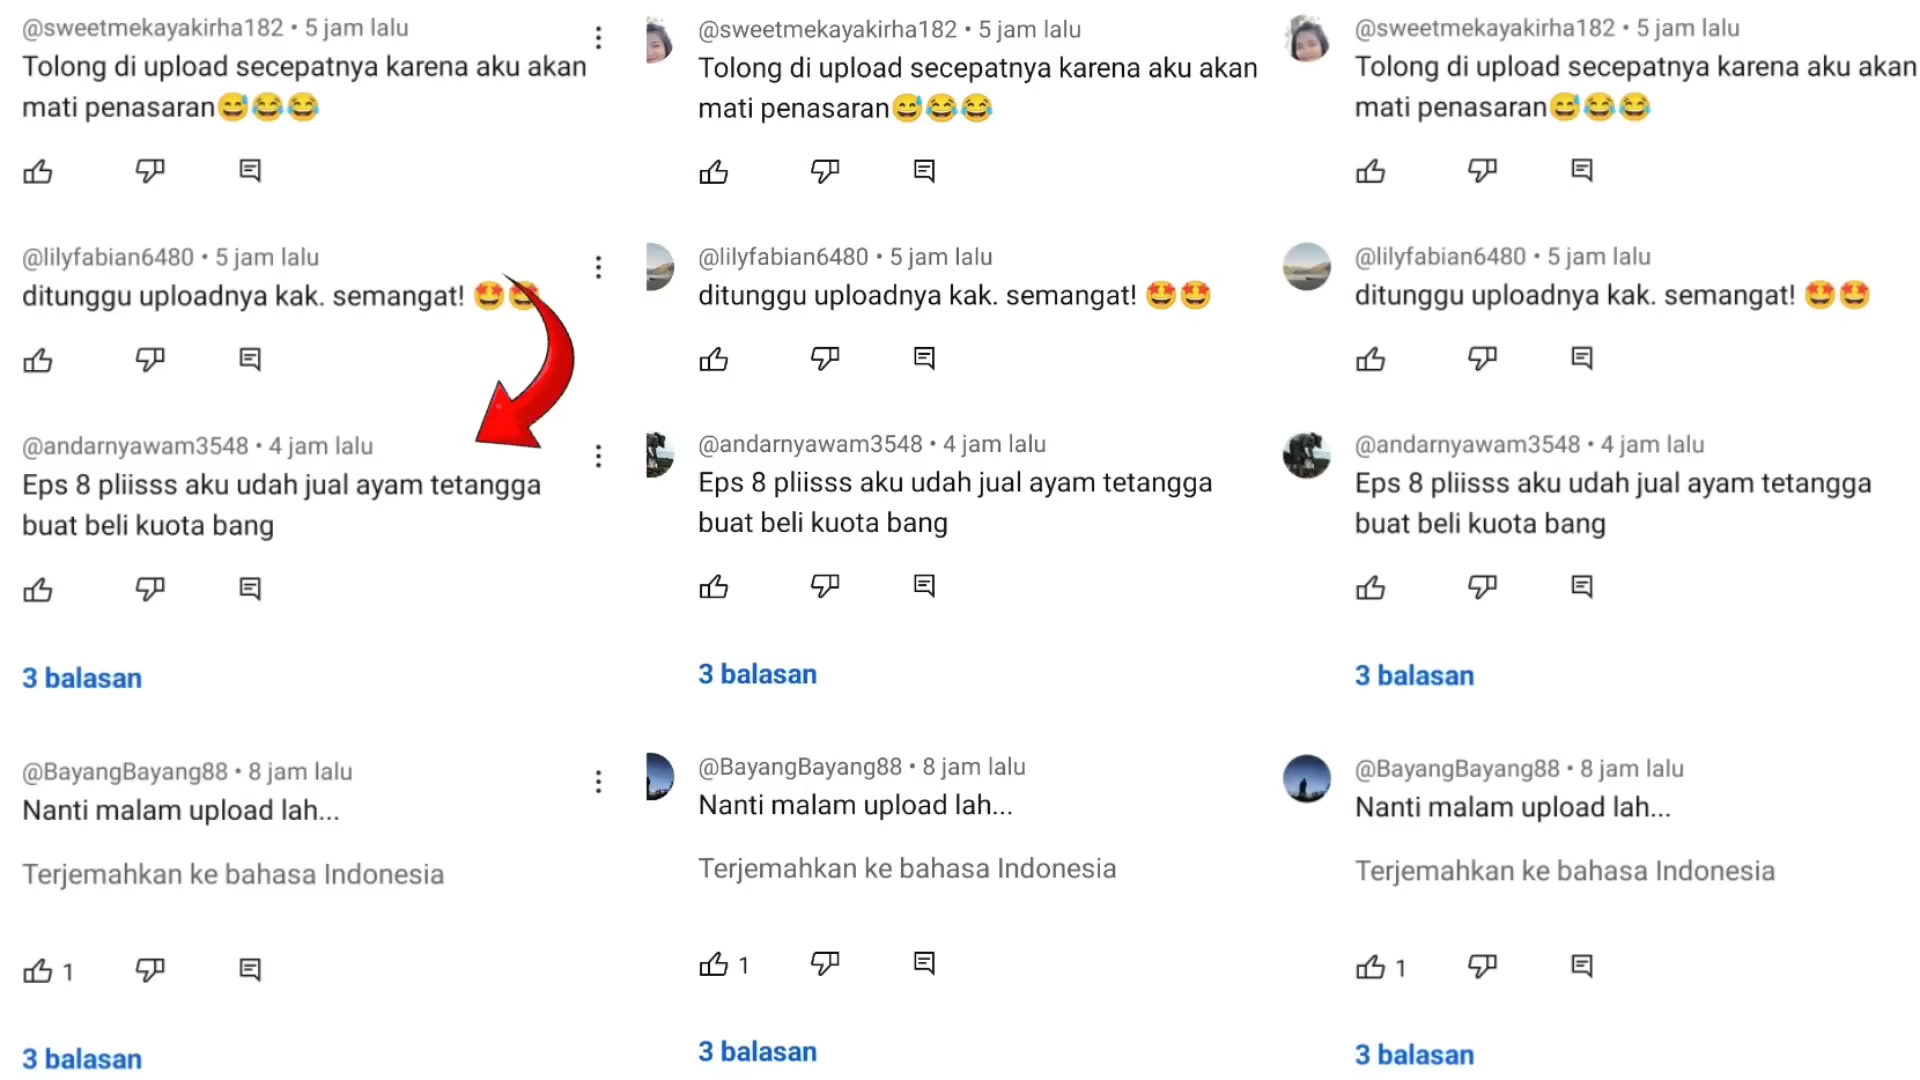 @sweetmekayakirha182 • 5 jam lalu
Tolong di upload secepatnya karena aku akan
mati penasaran😅😂😂
@lilyfabian6480 • 5 jam lalu
ditunggu uploadnya kak. semangat! 🤩🤩
@andarnyawam3548 • 4 jam lalu
Eps 8 pliisss aku udah jual ayam tetangga
buat beli kuota bang
3 balasan
@BayangBayang88 • 8 jam lalu
Nanti malam upload lah...
Terjemahkan ke bahasa Indonesia
1
3 balasan
@sweetmekayakirha182 • 5 jam lalu
Tolong di upload secepatnya karena aku akan
mati penasaran😅😂😂
@lilyfabian6480 • 5 jam lalu
ditunggu uploadnya kak. semangat! 🤩🤩
@andarnyawam3548 • 4 jam lalu
Eps 8 pliisss aku udah jual ayam tetangga
buat beli kuota bang
3 balasan
@BayangBayang88 • 8 jam lalu
Nanti malam upload lah...
Terjemahkan ke bahasa Indonesia
1
3 balasan
@sweetmekayakirha182 • 5 jam lalu
Tolong di upload secepatnya karena aku akan
mati penasaran😅😂😂
@lilyfabian6480 • 5 jam lalu
ditunggu uploadnya kak. semangat! 🤩🤩
@andarnyawam3548 • 4 jam lalu
Eps 8 pliisss aku udah jual ayam tetangga
buat beli kuota bang
3 balasan
@BayangBayang88 • 8 jam lalu
Nanti malam upload lah...
Terjemahkan ke bahasa Indonesia
1
3 balasan